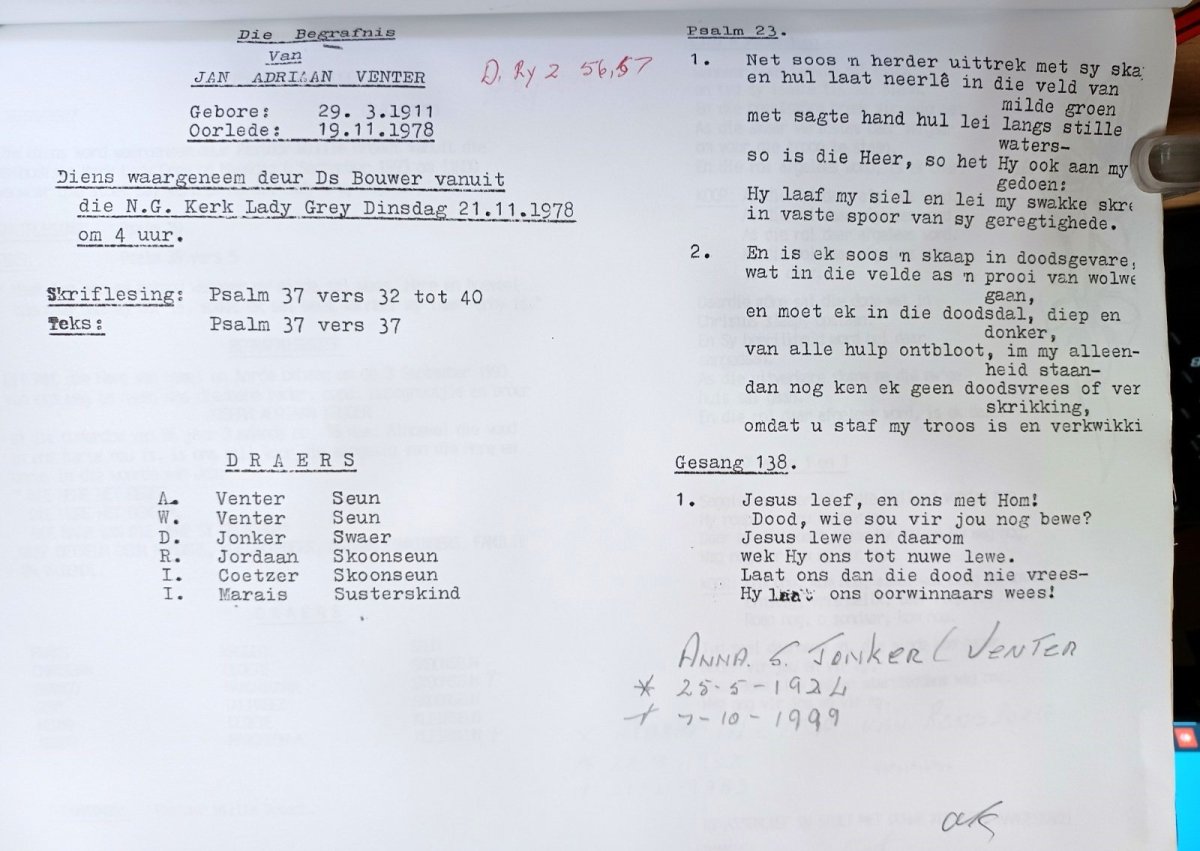 Die Begrafnis
Van
JAN ADRIAAN VENTER
D. Ry 2 56,57
Gebore: 29. 3.1911
Oorlede: 19.11.1978
Diens waargeneem deur Ds Bouwer vanuit
die N.G. Kerk Lady Grey Dinsdag 21.11.1978
om 4 uur.
Skriflesing: Psalm 37 vers 32 tot 40
Teks: Psalm 37 vers 37
DRAERS
A. Venter Seun
W. Venter Seun
D. Jonker Swaer
R. Jordaan Skoonseun
I. Coetzer Skoonseun
I. Marais Susterskind
Psalm 23.
1. Net soos 'n herder uittrek met sy ska
en hul laat neerlê in die veld van
milde groen
met sagte hand hul lei langs stille
waters-
so is die Heer, so het Hy ook aan my
gedoen:
Hy laaf my siel en lei my swakke skre
in vaste spoor van sy geregtighede.
2. En is ek soos 'n skaap in doodsgevare,
wat in die velde as 'n prooi van wolwe
gaan,
en moet ek in die doodsdal, diep en
donker,
van alle hulp ontbloot, im my alleen-
heid staan-
dan nog ken ek geen doodsvrees of ver
skrikking,
omdat u staf my troos is en verkwikki
Gesang 138.
1. Jesus leef, en ons met Hom!
Dood, wie sou vir jou nog bewe?
Jesus lewe en daarom
wek Hy ons tot nuwe lewe.
Laat ons dan die dood nie vrees-
Hy laat ons oorwinnaars wees!
ANNA. S. JONKER (VENTER
* 25-5-1924
† 7-10-1999